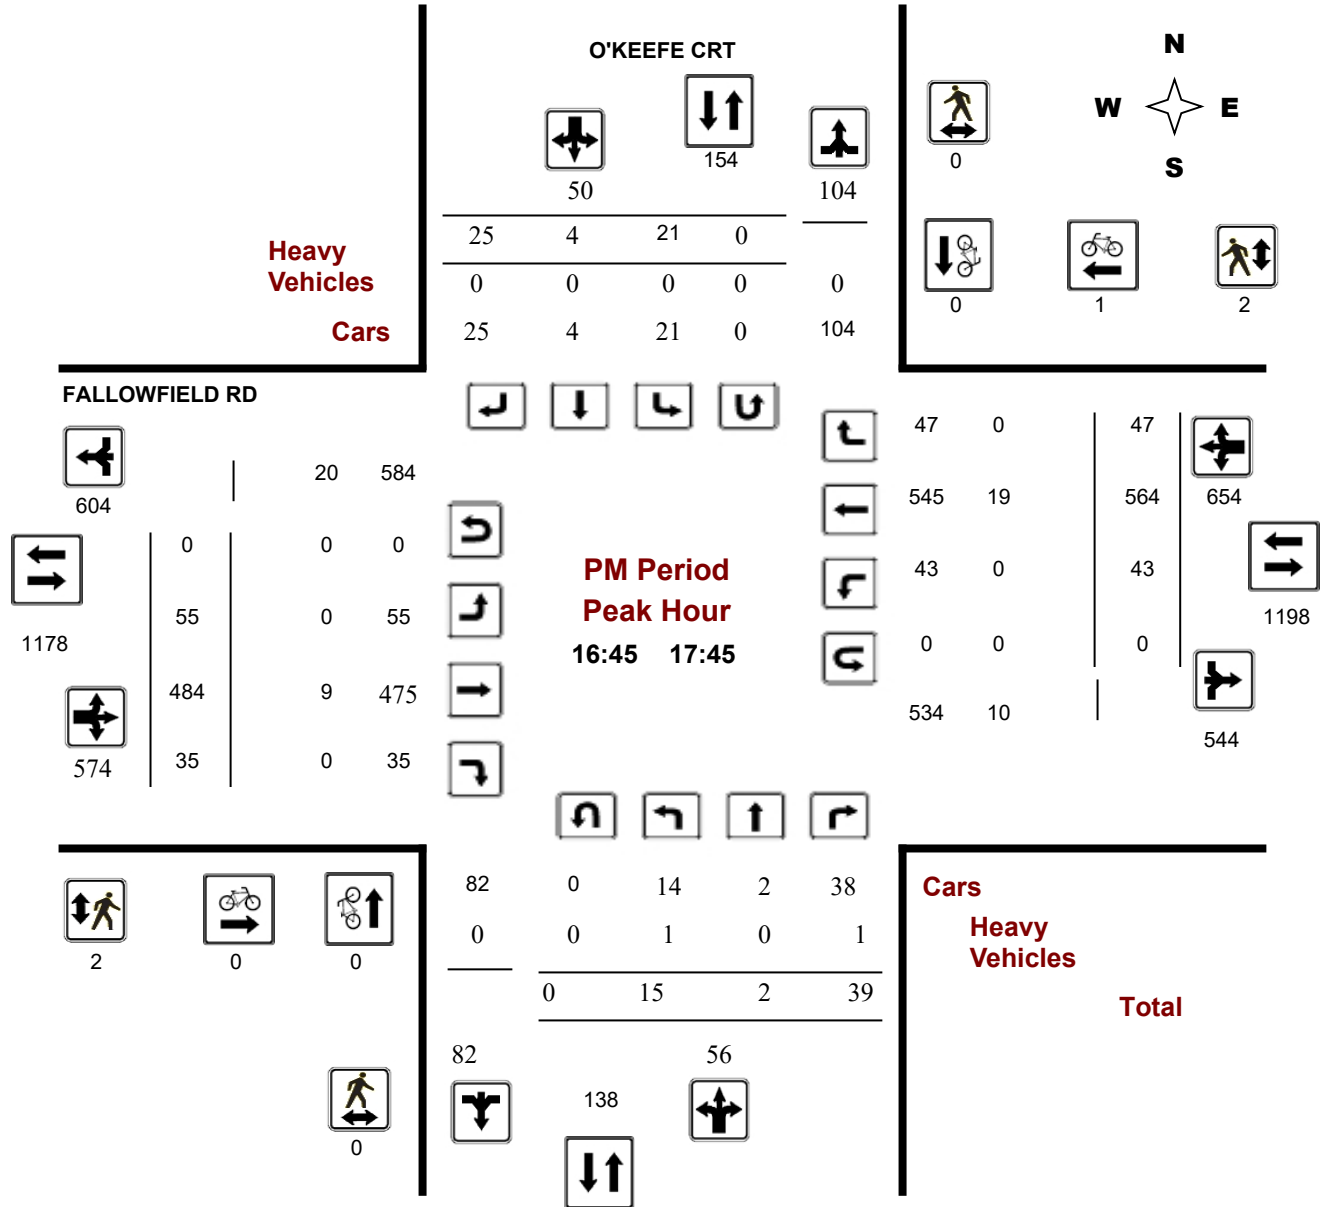 O'KEEFE CRT
N
W E
S
154
50 104
0
25 4 21 0
Heavy
Vehicles
0 0 0 0 0
0 1 2
Cars
25 4 21 0 104
FALLOWFIELD RD
47 0 47
20 584
604
545 19 564 654
0 0 0
PM Period
43 0 43
Peak Hour
55 0 55
1198
1178
16:45 17:45
0 0 0
484 9 475
534 10
544
574 35 0 35
82 0 14 2 38
Cars
0 0 1 0 1
Heavy
Vehicles
2 0 0
0 15 2 39
Total
82 56
138
0